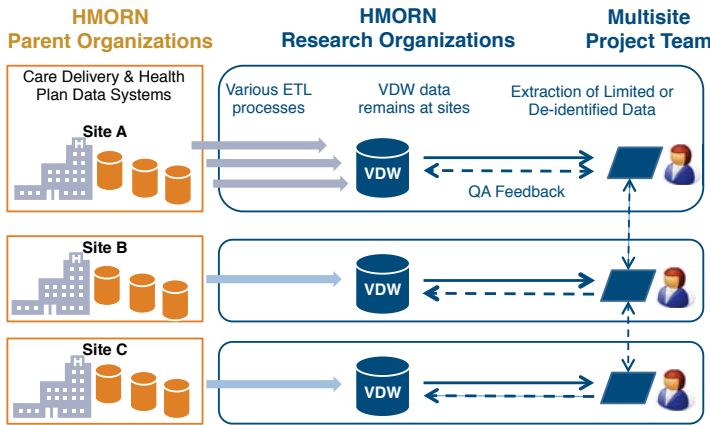 HMORN
Parent Organizations
HMORN
Research Organizations
Multisite
Project Team
Care Delivery & Health
Plan Data Systems
Various ETL
processes
VDW data
remains at sites
Extraction of Limited or
De-identified Data
Site A
H
VDW
QA Feedback
Site B
H
VDW
Site C
H
VDW